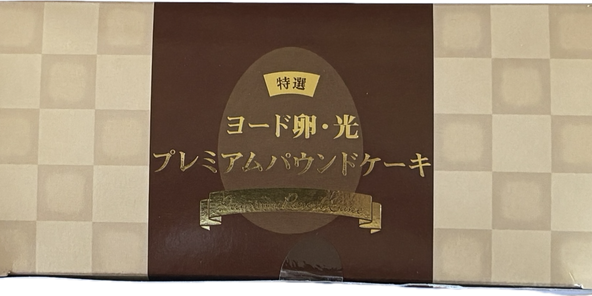 特選
ヨード卵・光
プレミアムパウンドケーキ